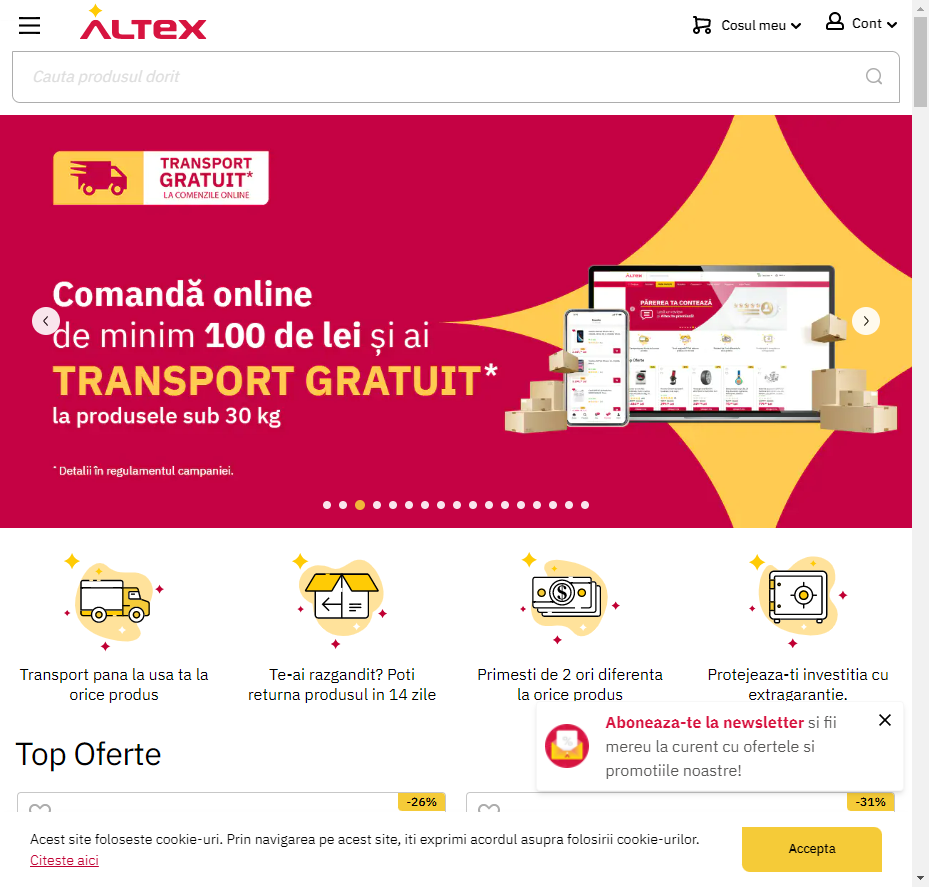 ALTEX
Cosul meu
Cont
Cauta produsul dorit
TRANSPORT
GRATUIT*
LA COMENZILE ONLINE
Comandă online
de minim 100 de lei și ai
TRANSPORT GRATUIT*
la produsele sub 30 kg
* Detalii în regulamentul campaniei.
PĂREREA TA CONTEAZĂ
Transport pana la usa ta la
orice produs
Te-ai razgandit? Poti
returna produsul in 14 zile
Primesti de 2 ori diferenta
la orice produs
Protejeaza-ti investitia cu
extragarantie.
Aboneaza-te la newsletter si fii
mereu la curent cu ofertele si
promotiile noastre!
Top Oferte
-26%
-31%
Acest site foloseste cookie-uri. Prin navigarea pe acest site, iti exprimi acordul asupra folosirii cookie-urilor.
Citeste aici
Accepta